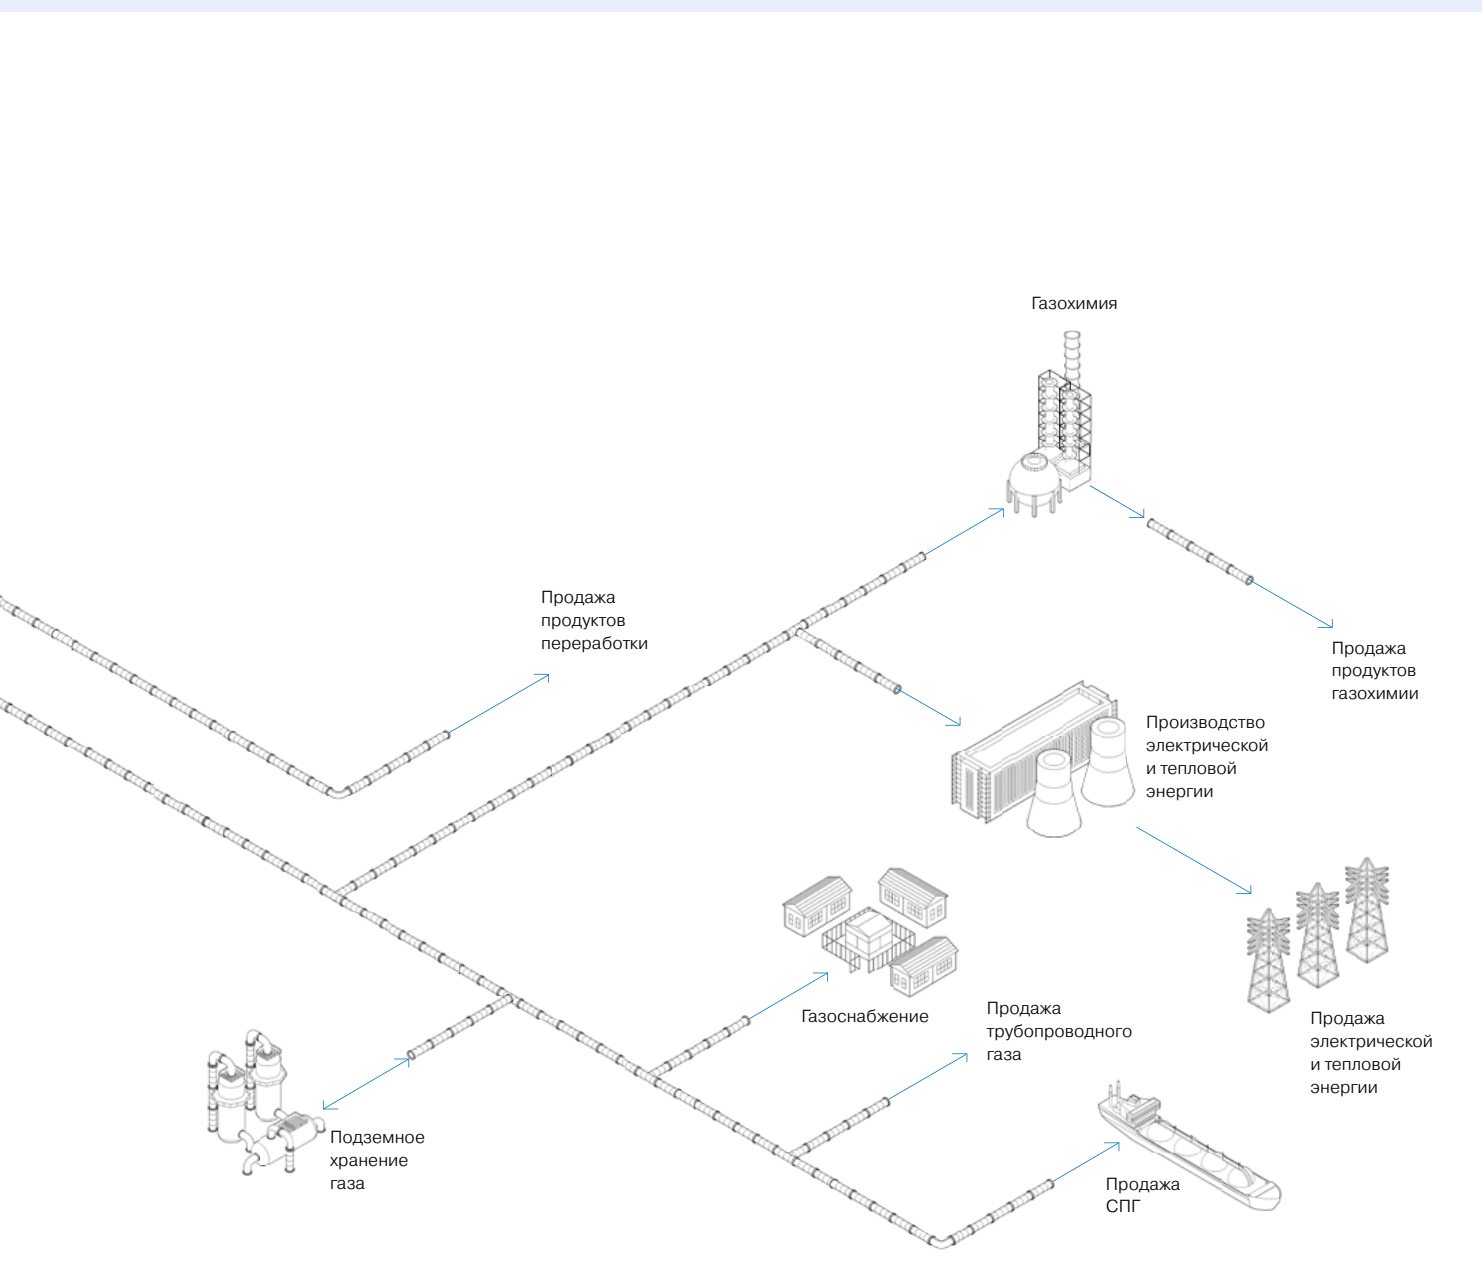 Газохимия
Продажа
продуктов
переработки
Продажа
продуктов
газохимии
Производство
электрической
и тепловой
энергии
Газоснабжение
Продажа
трубопроводного
газа
Продажа
электрической
и тепловой
энергии
Подземное
хранение
газа
Продажа
СПГ